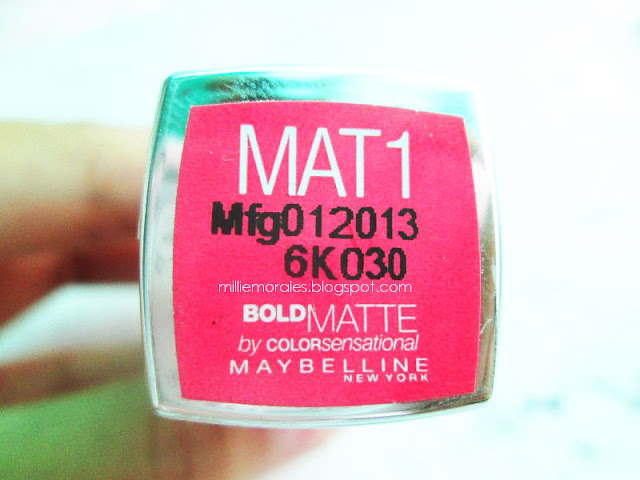 MAT1
Mfg012013
6K030
milliemorales.blogspot.com
BOLDMATTE
by COLORsensational
MAYBELLINE
NEW YORK